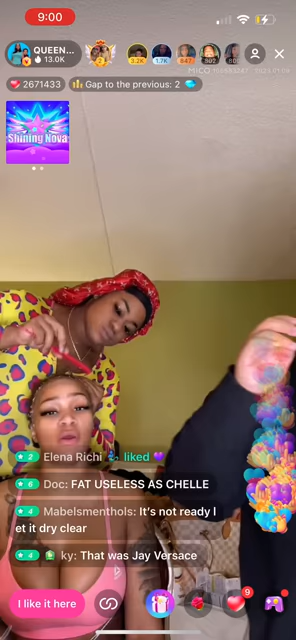 9:00
QUEEN...
13.0K
3.2K
1.7K
847
802
2671433
Gap to the previous: 2
Shining Nova
2 Elena Richi liked
6 Doc: FAT USELESS AS CHELLE
4 Mabelsmenthols: It's not ready l
et it dry clear
4 ky: That was Jay Versace
I like it here
9